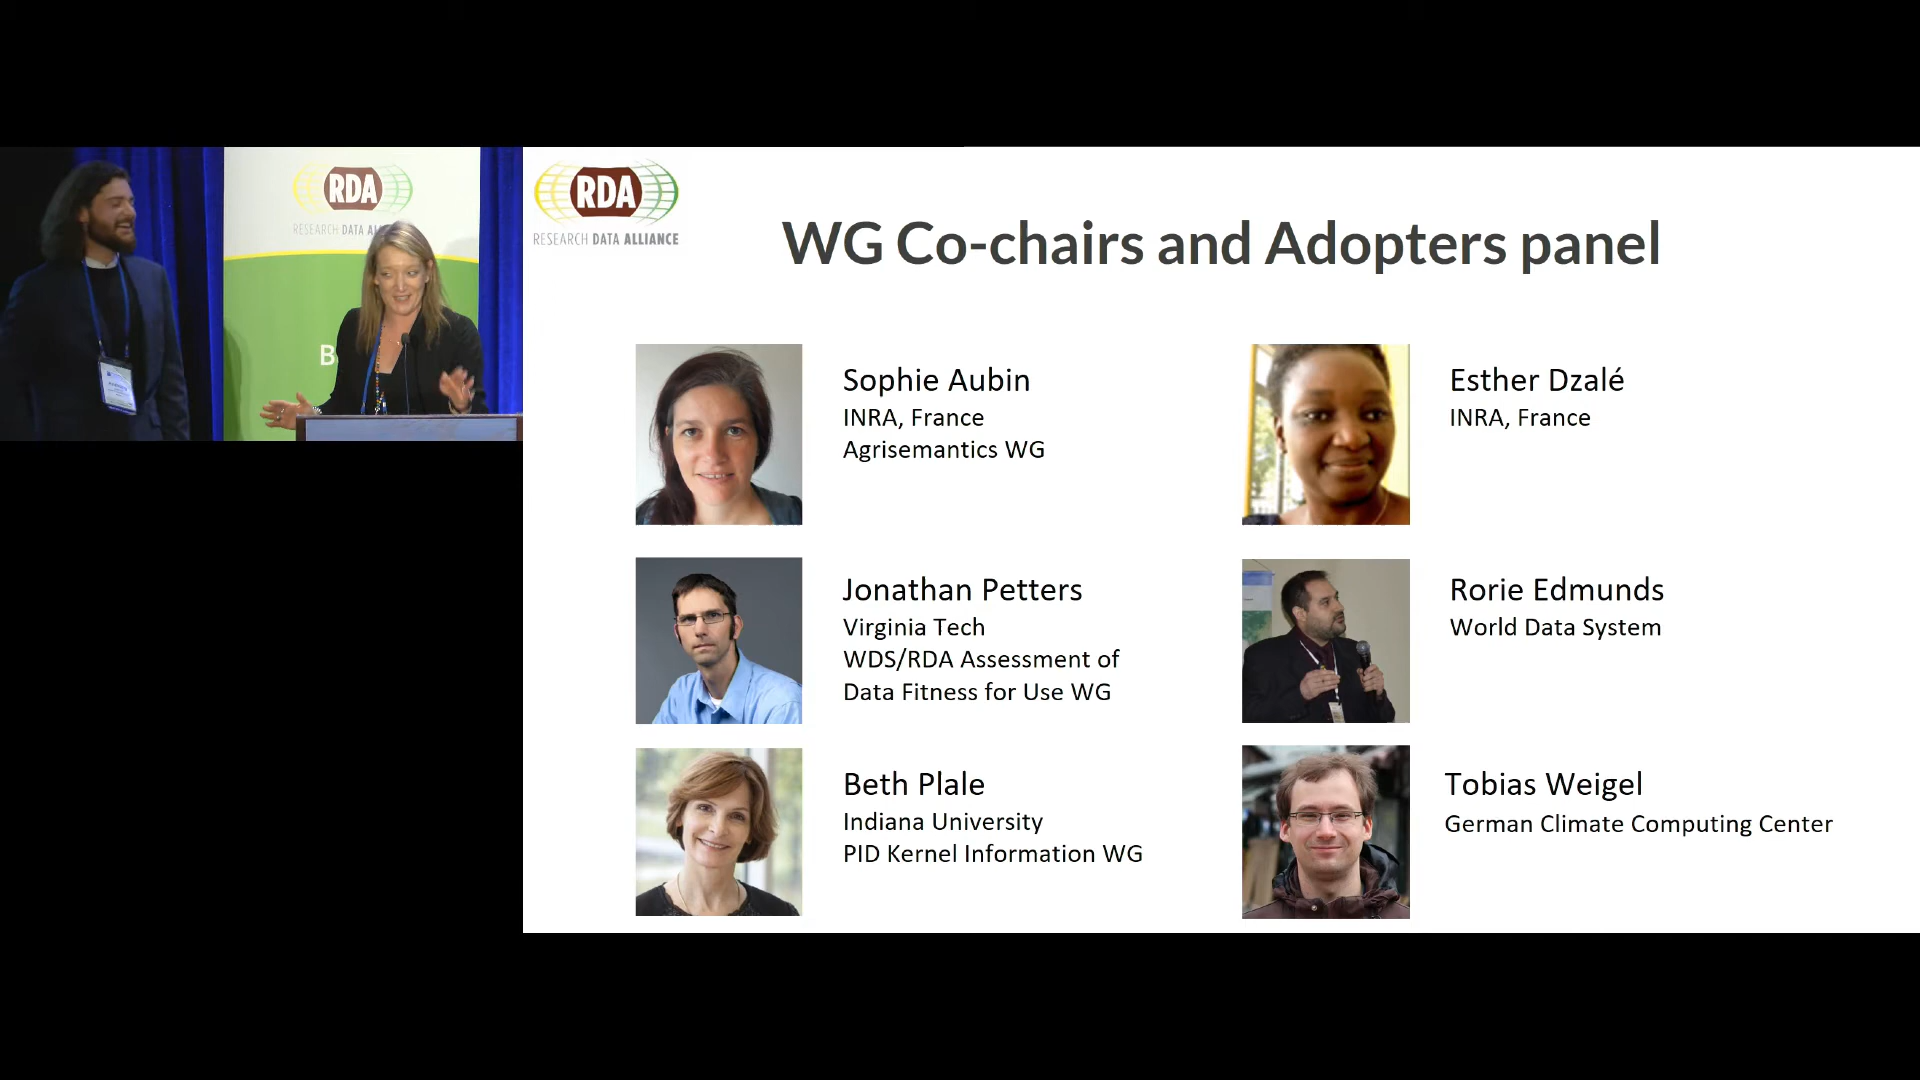 RDA
RESEARCH DATA ALLIANCE
WG Co-chairs and Adopters panel
Sophie Aubin
INRA, France
Agrisemantics WG
Esther Dzalé
INRA, France
Jonathan Petters
Virginia Tech
WDS/RDA Assessment of
Data Fitness for Use WG
Rorie Edmunds
World Data System
Beth Plale
Indiana University
PID Kernel Information WG
Tobias Weigel
German Climate Computing Center
RDA
RESEARCH DATA
B